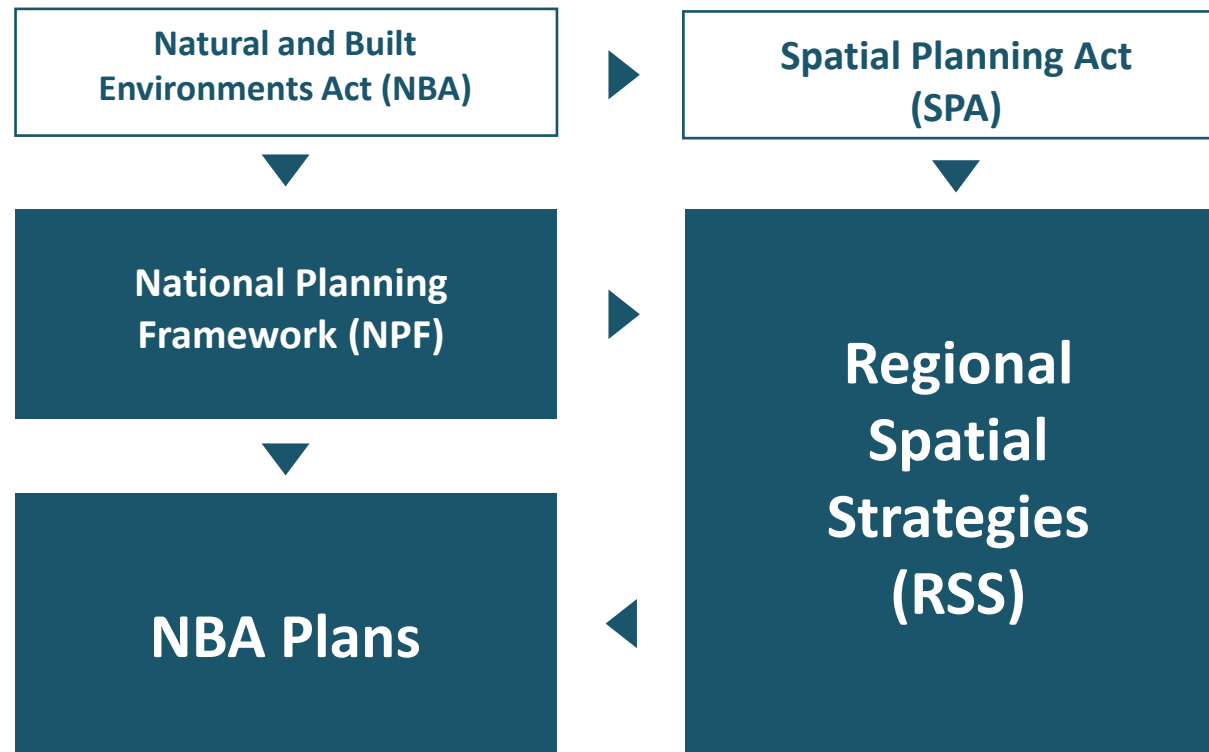 Natural and Built
Environments Act (NBA)
Spatial Planning Act
(SPA)
National Planning
Framework (NPF)
Regional
Spatial
Strategies
(RSS)
NBA Plans